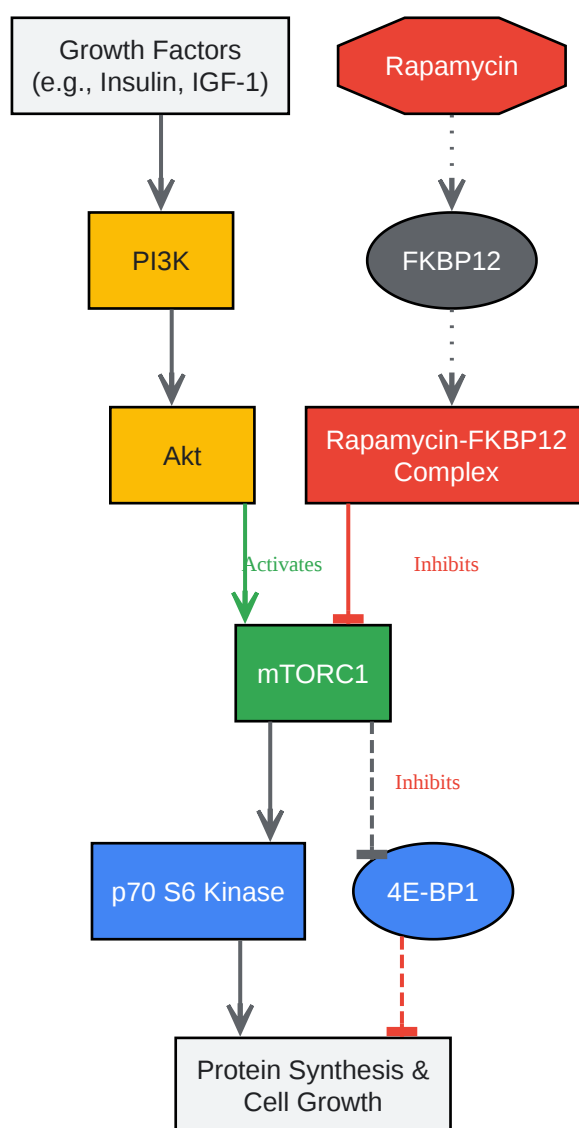 Growth Factors
(e.g., Insulin, IGF-1)
Rapamycin
PI3K
FKBP12
Akt
Rapamycin-FKBP12
Complex
Activates
Inhibits
mTORC1
Inhibits
p70 S6 Kinase
4E-BP1
Protein Synthesis &
Cell Growth